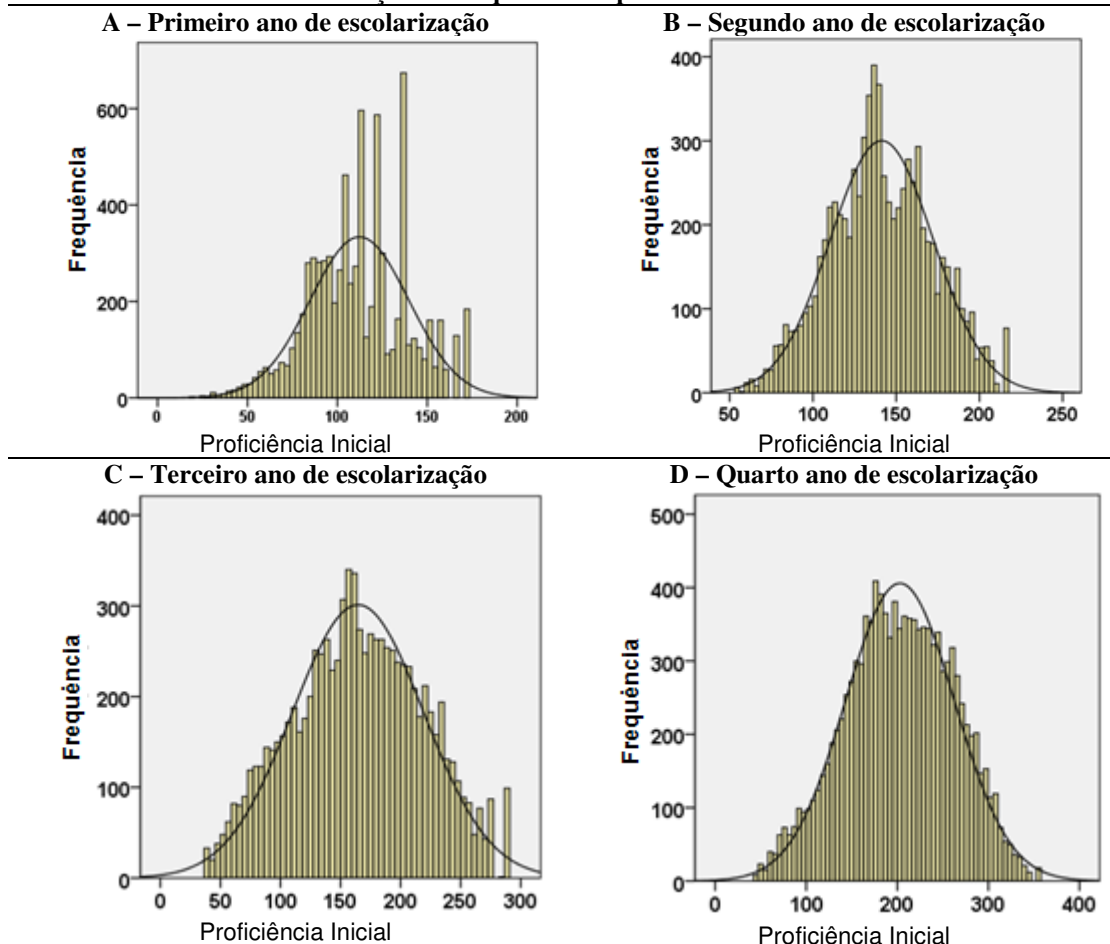 A – Primeiro ano de escolarização
B – Segundo ano de escolarização
600
400
200
0
Frequência
0 50 100 150 200
Proficiência Inicial
400
300
200
100
0
Frequência
50 100 150 200 250
Proficiência Inicial
C – Terceiro ano de escolarização
D – Quarto ano de escolarização
400
300
200
100
0
Frequência
0 50 100 150 200 250 300
Proficiência Inicial
500
400
300
200
100
0
Frequência
0 100 200 300 400
Proficiência Inicial